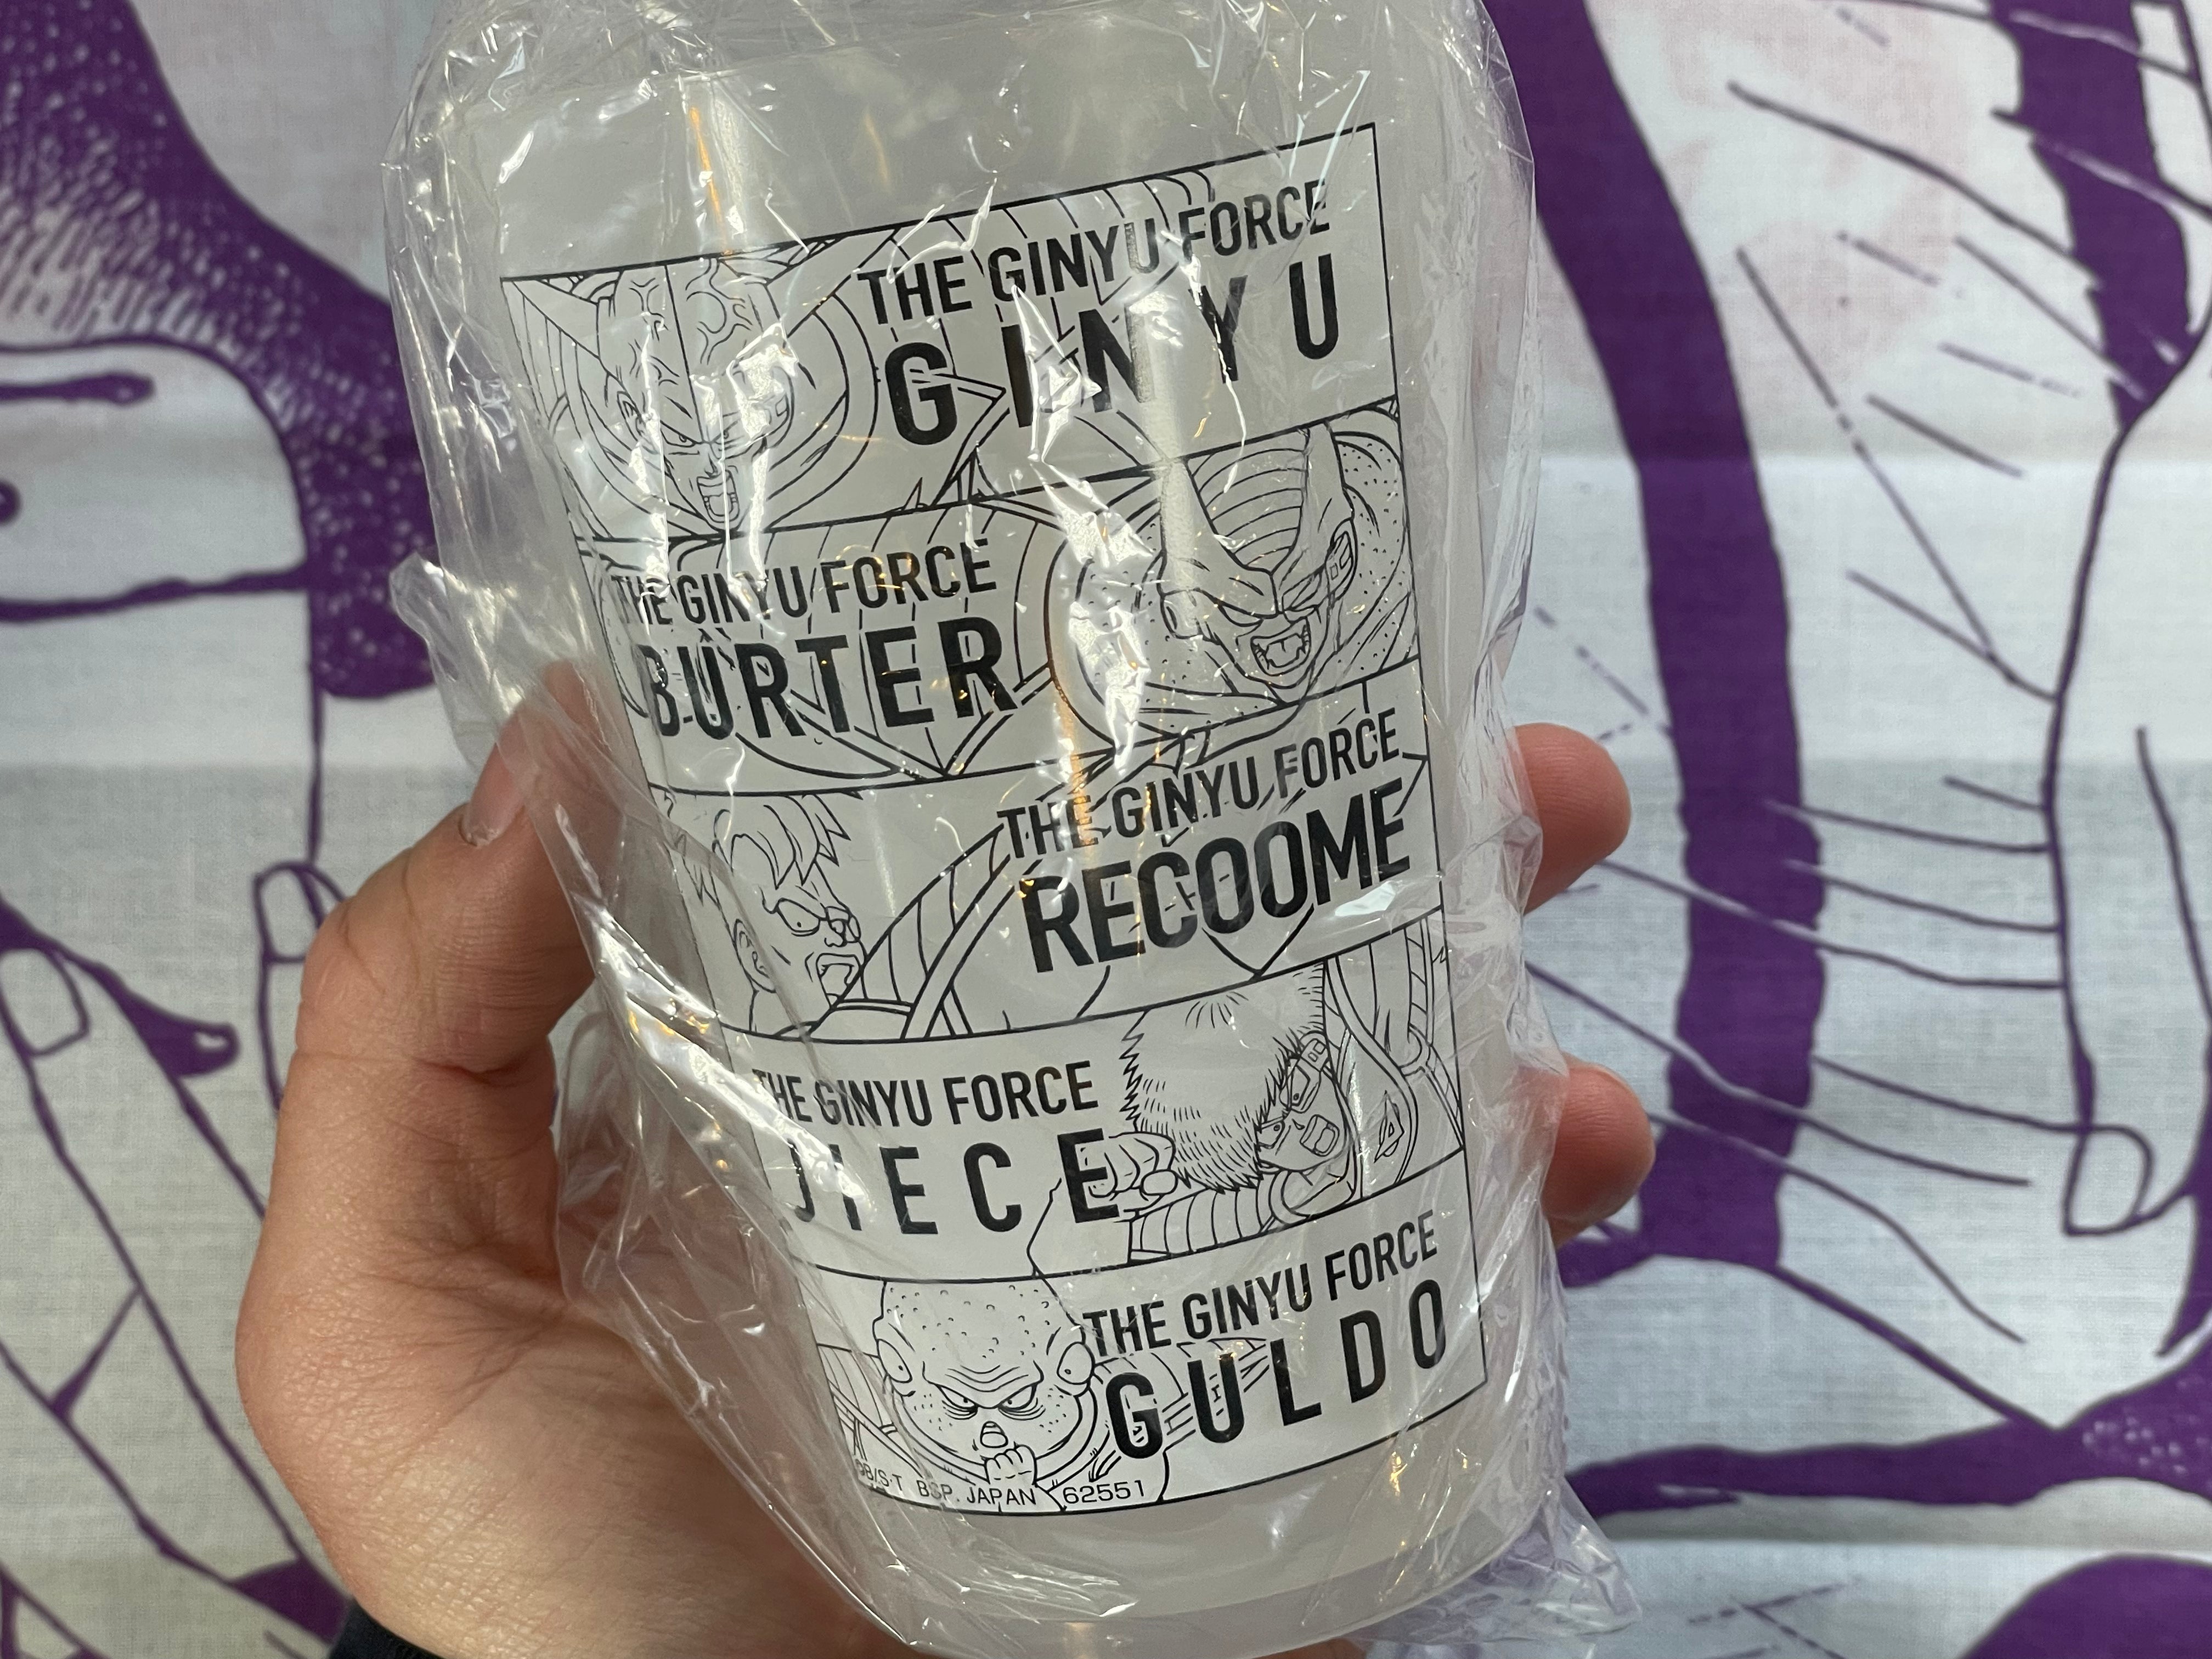 THE GINYU FORCE
GINYU
THE GINYU FORCE
BURTER
THE GINYU FORCE
RECOOME
THE GINYU FORCE
JIECE
THE GINYU FORCE
GULDO
©B/S・T BSP. JAPAN 62551